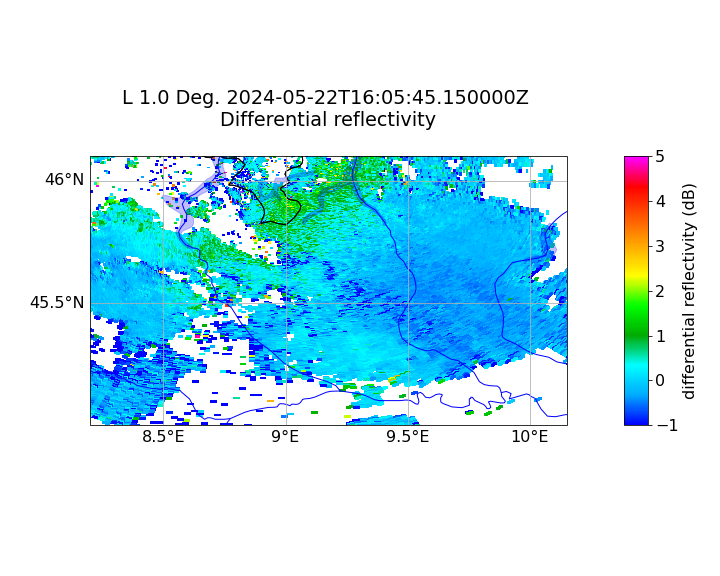 L 1.0 Deg. 2024-05-22T16:05:45.150000Z
Differential reflectivity
46°N
45.5°N
8.5°E
9°E
9.5°E
10°E
5
4
3
2
1
0
−1
differential reflectivity (dB)